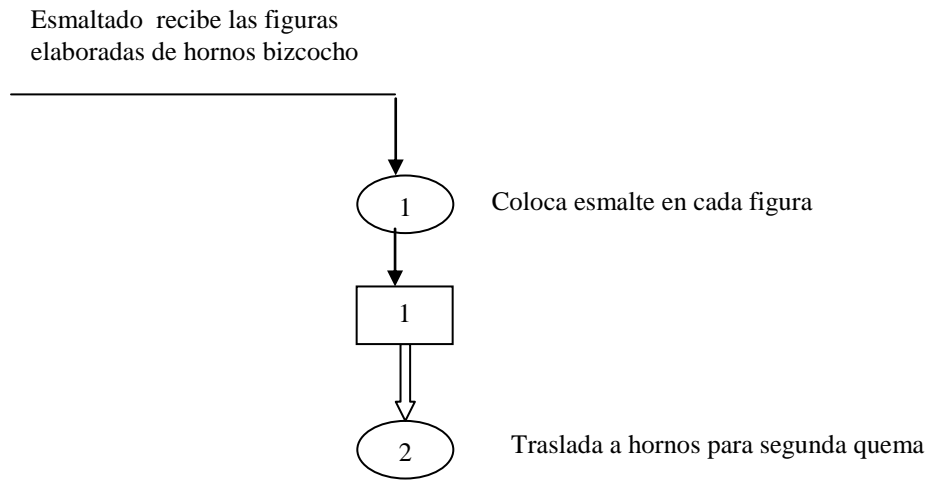 Esmaltado recibe las figuras
elaboradas de hornos bizcocho
1 Coloca esmalte en cada figura
1
2 Traslada a hornos para segunda quema